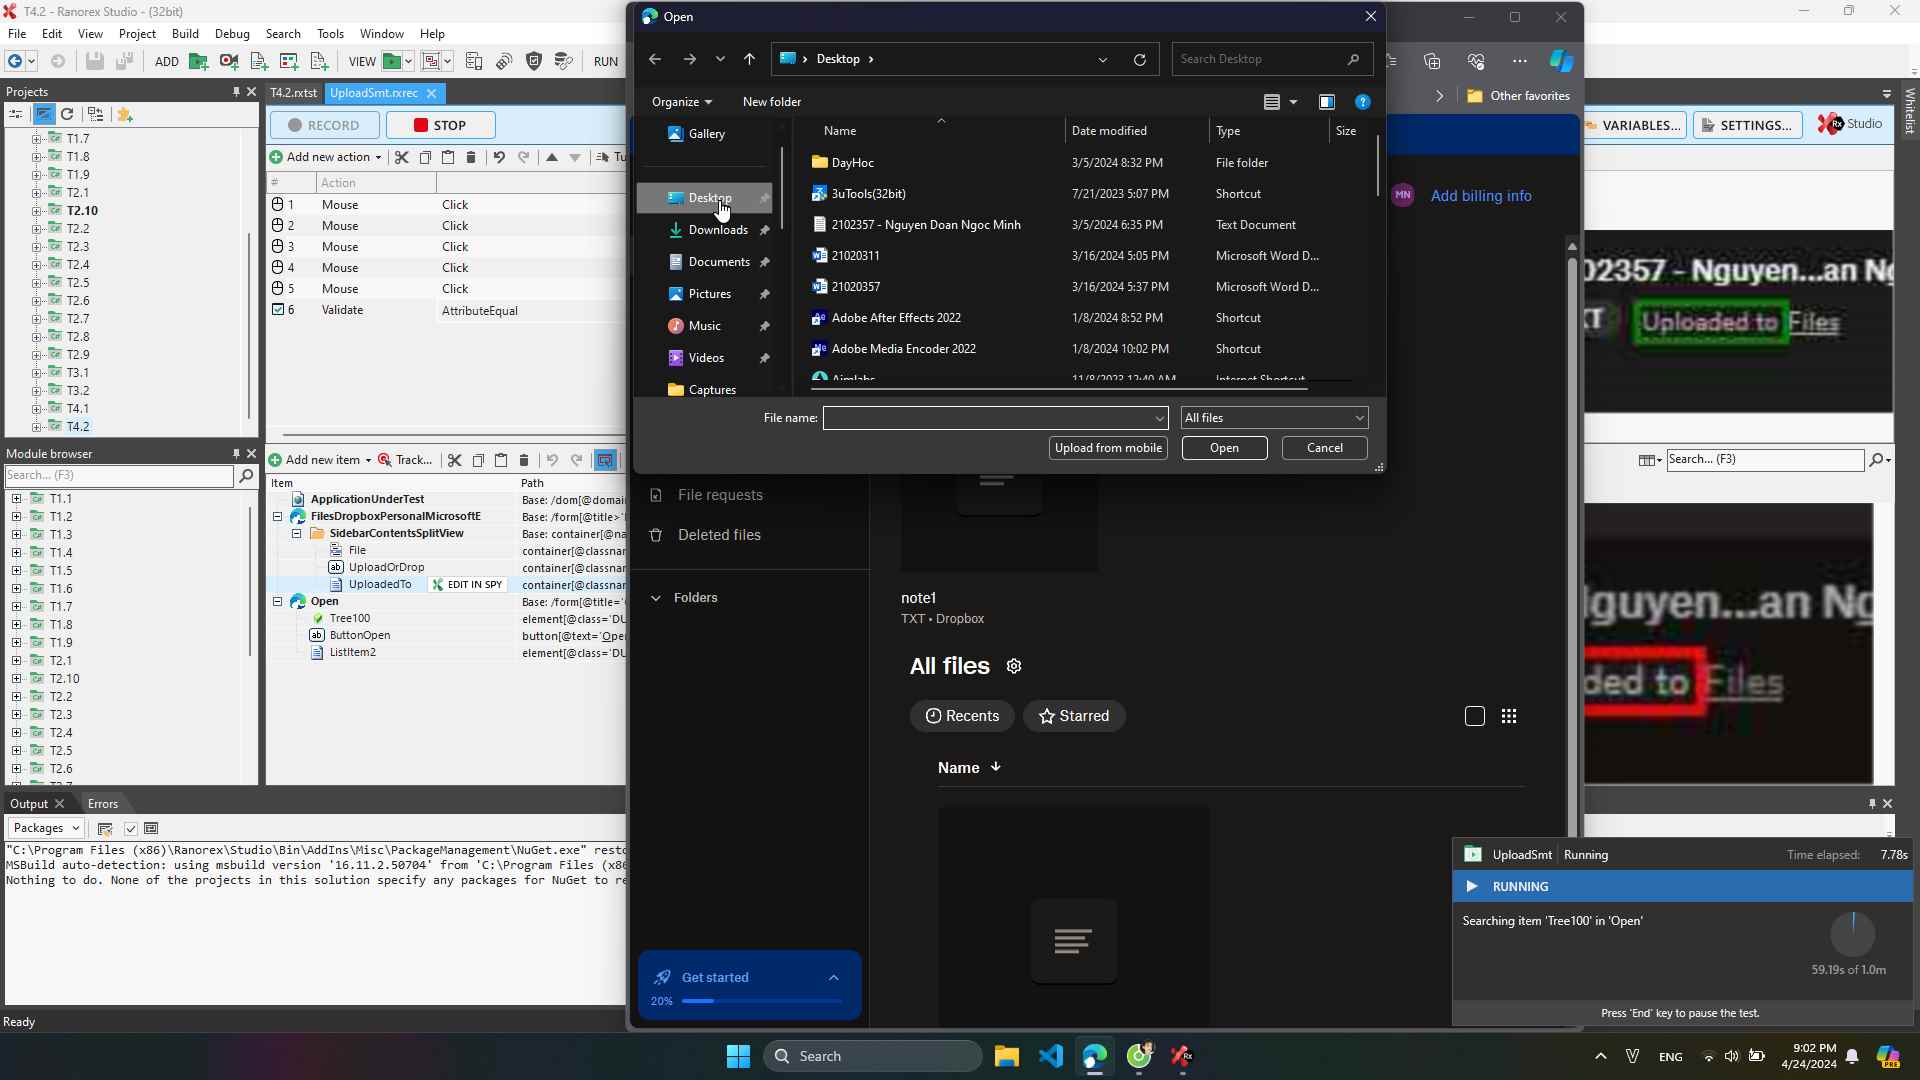 T4.2 - Ranorex Studio - (32bit)
File Edit View Project Build Debug Search Tools Window Help
ADD VIEW RUN
Projects
T1.7
T1.8
T1.9
T2.1
T2.10
T2.2
T2.3
T2.4
T2.5
T2.6
T2.7
T2.8
T2.9
T3.1
T3.2
T4.1
T4.2
Module browser
Search... (F3)
T1.1
T1.2
T1.3
T1.4
T1.5
T1.6
T1.7
T1.8
T1.9
T2.1
T2.10
T2.2
T2.3
T2.4
T2.5
T2.6
T4.2.rxtst UploadSmt.rxrec
RECORD STOP
Add new action
# Action
1 Mouse Click
2 Mouse Click
3 Mouse Click
4 Mouse Click
5 Mouse Click
6 Validate AttributeEqual
Add new item Track...
Item Path
ApplicationUnderTest Base: /dom[@domai
FilesDropboxPersonalMicrosoftE Base: /form[@title>'
SidebarContentsSplitView Base: container[@na
File container[@classnar
UploadOrDrop container[@classnar
UploadedTo EDIT IN SPY container[@classnar
Open Base: /form[@title='
Tree100 element[@class='DU
ButtonOpen button[@text='Ope
ListItem2 element[@class='DU
Output Errors
Packages
"C:\Program Files (x86)\Ranorex\Studio\Bin\AddIns\Misc\PackageManagement\NuGet.exe" resto
MSBuild auto-detection: using msbuild version '16.11.2.50704' from 'C:\Program Files (x86
Nothing to do. None of the projects in this solution specify any packages for NuGet to re
Ready
Open
Desktop
Search Desktop
Organize New folder
Gallery
Desktop
Downloads
Documents
Pictures
Music
Videos
Captures
Name Date modified Type Size
DayHoc 3/5/2024 8:32 PM File folder
3uTools(32bit) 7/21/2023 5:07 PM Shortcut
2102357 - Nguyen Doan Ngoc Minh 3/5/2024 6:35 PM Text Document
21020311 3/16/2024 5:05 PM Microsoft Word D...
21020357 3/16/2024 5:37 PM Microsoft Word D...
Adobe After Effects 2022 1/8/2024 8:52 PM Shortcut
Adobe Media Encoder 2022 1/8/2024 10:02 PM Shortcut
Aimlabs 11/8/2023 12:40 AM Internet Shortcut
File name: All files
Upload from mobile Open Cancel
Other favorites
MN Add billing info
File requests
Deleted files
Folders
note1
TXT • Dropbox
All files
Recents Starred
Name
Get started
20%
VARIABLES... SETTINGS... Rx Studio
Whitelist
02357 - Nguyen...an Ng
XT Uploaded to Files
Search... (F3)
guyen...an Ng
ded to Files
UploadSmt Running Time elapsed: 7.78s
RUNNING
Searching item 'Tree100' in 'Open'
59.19s of 1.0m
Press 'End' key to pause the test.
Search
ENG
9:02 PM
4/24/2024
PRE